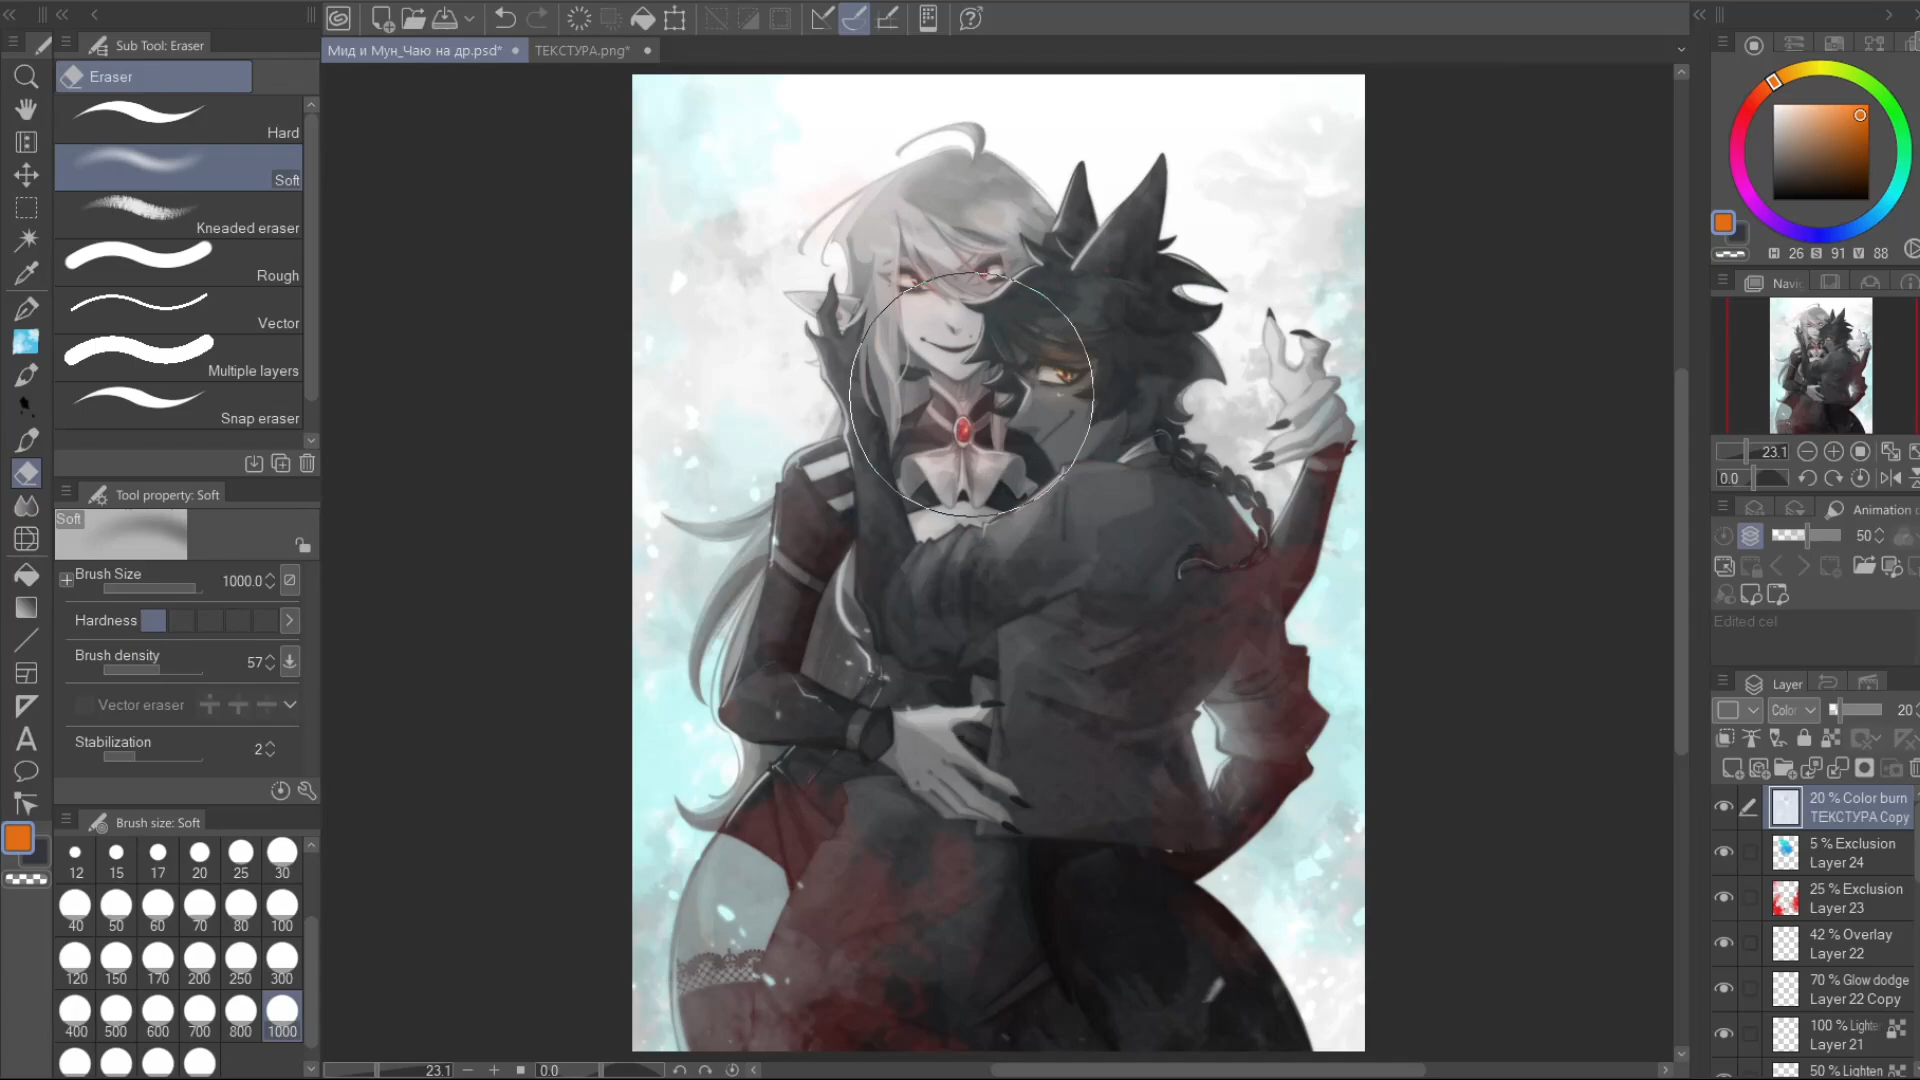 Sub Tool: Eraser
Eraser
Hard
Soft
Kneaded eraser
Rough
Vector
Multiple layers
Snap eraser
Tool property: Soft
Soft
Brush Size
1000.0
Hardness
Brush density
57
Vector eraser
Stabilization
2
Brush size: Soft
12 15 17 20 25 30
40 50 60 70 80 100
120 150 170 200 250 300
400 500 600 700 800 1000
Мид и Мун_Чаю на др.psd*
ТЕКСТУРА.png*
23.1
0.0
H 26 S 91 V 88
Navig
23.1
0.0
Animation c
50
Edited cel
Layer
Color
20
20 % Color burn
ТЕКСТУРА Copy
5 % Exclusion
Layer 24
25 % Exclusion
Layer 23
42 % Overlay
Layer 22
70 % Glow dodge
Layer 22 Copy
100 % Lighte
Layer 21
50 % Lighten